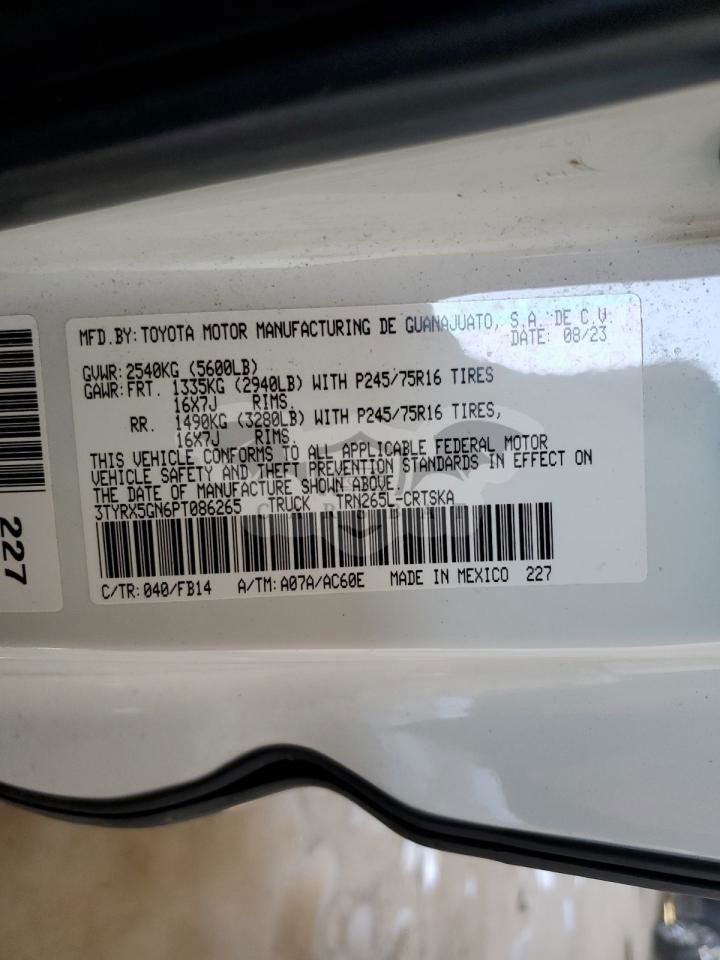 MFD.BY: TOYOTA MOTOR MANUFACTURING DE GUANAJUATO, S.A. DE C.V.
DATE: 08/23
GVWR: 2540KG (5600LB)
GAWR: FRT. 1335KG (2940LB) WITH P245/75R16 TIRES
16X7J RIMS.
RR. 1490KG (3280LB) WITH P245/75R16 TIRES,
16X7J RIMS.
THIS VEHICLE CONFORMS TO ALL APPLICABLE FEDERAL MOTOR
VEHICLE SAFETY AND THEFT PREVENTION STANDARDS IN EFFECT ON
THE DATE OF MANUFACTURE SHOWN ABOVE.
3TYRX5GN6PT086265 TRUCK TRN265L-CRTSKA
C/TR: 040/FB14 A/TM: A07A/AC60E MADE IN MEXICO 227
227